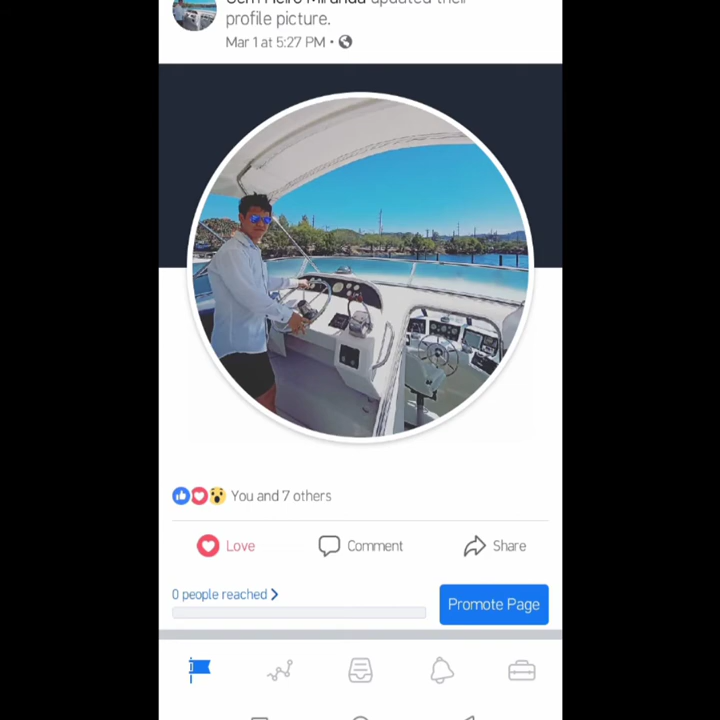 profile picture.
Mar 1 at 5:27 PM •
You and 7 others
Love
Comment
Share
0 people reached
Promote Page